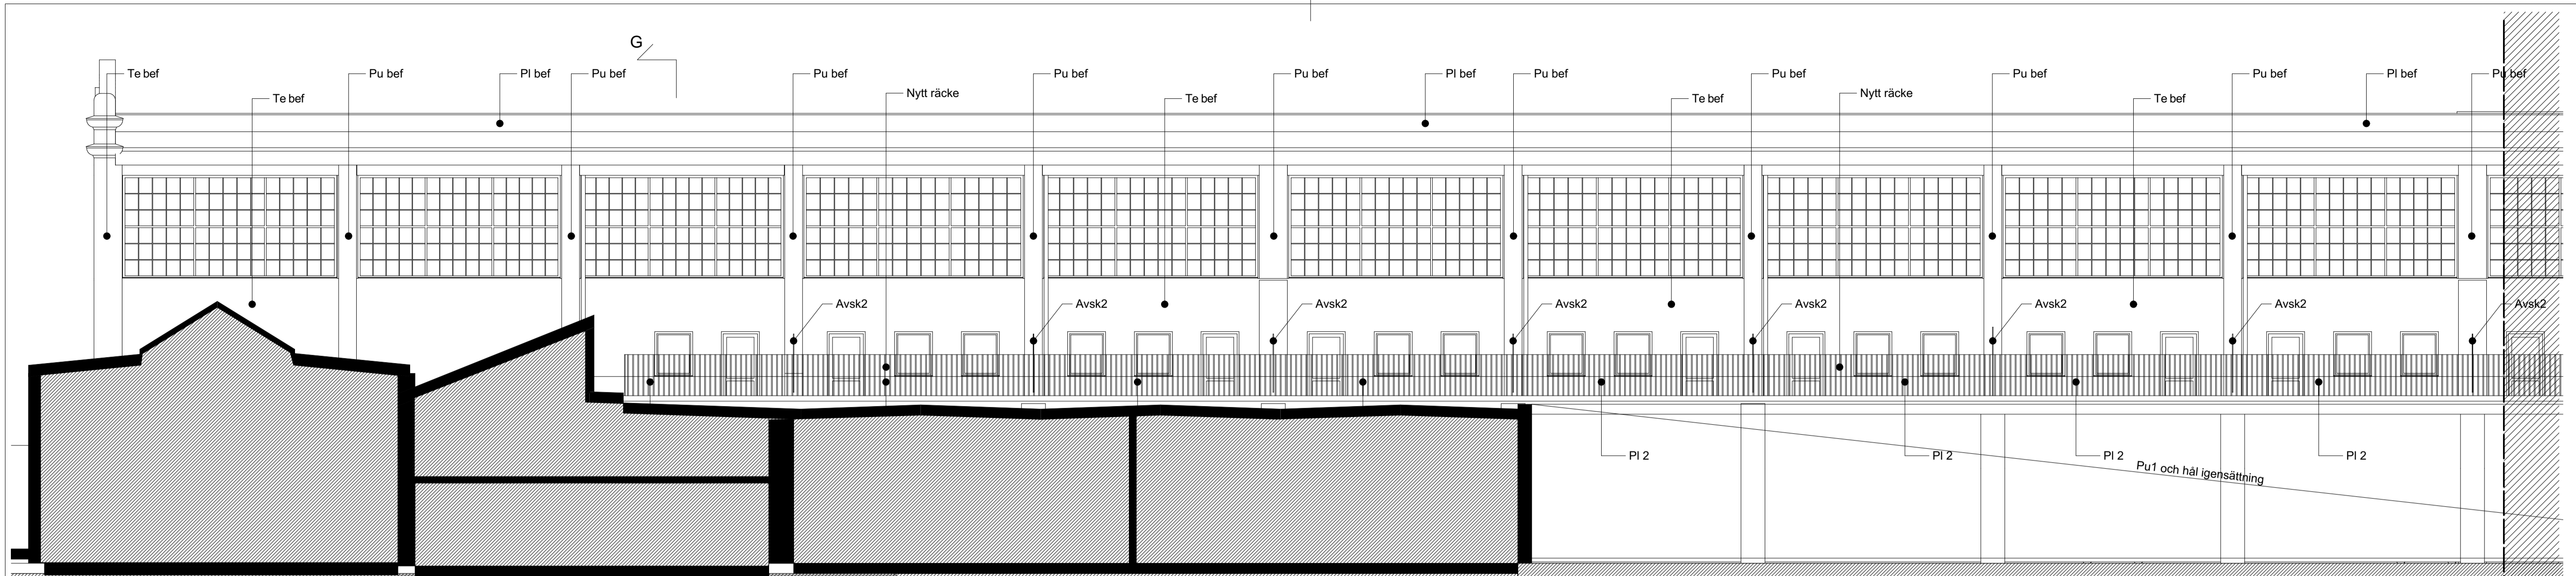 G
Te bef
Pu bef
Pl bef
Pu bef
Pu bef
Pu bef
Pu bef
Pl bef
Pu bef
Pu bef
Pu bef
Pu bef
Pl bef
Pu bef
Te bef
Nytt räcke
Te bef
Te bef
Nytt räcke
Te bef
Avsk2
Avsk2
Avsk2
Avsk2
Avsk2
Avsk2
Avsk2
Avsk2
Pl 2
Pl 2
Pl 2
Pl 2
Pu1 och hål igensättning